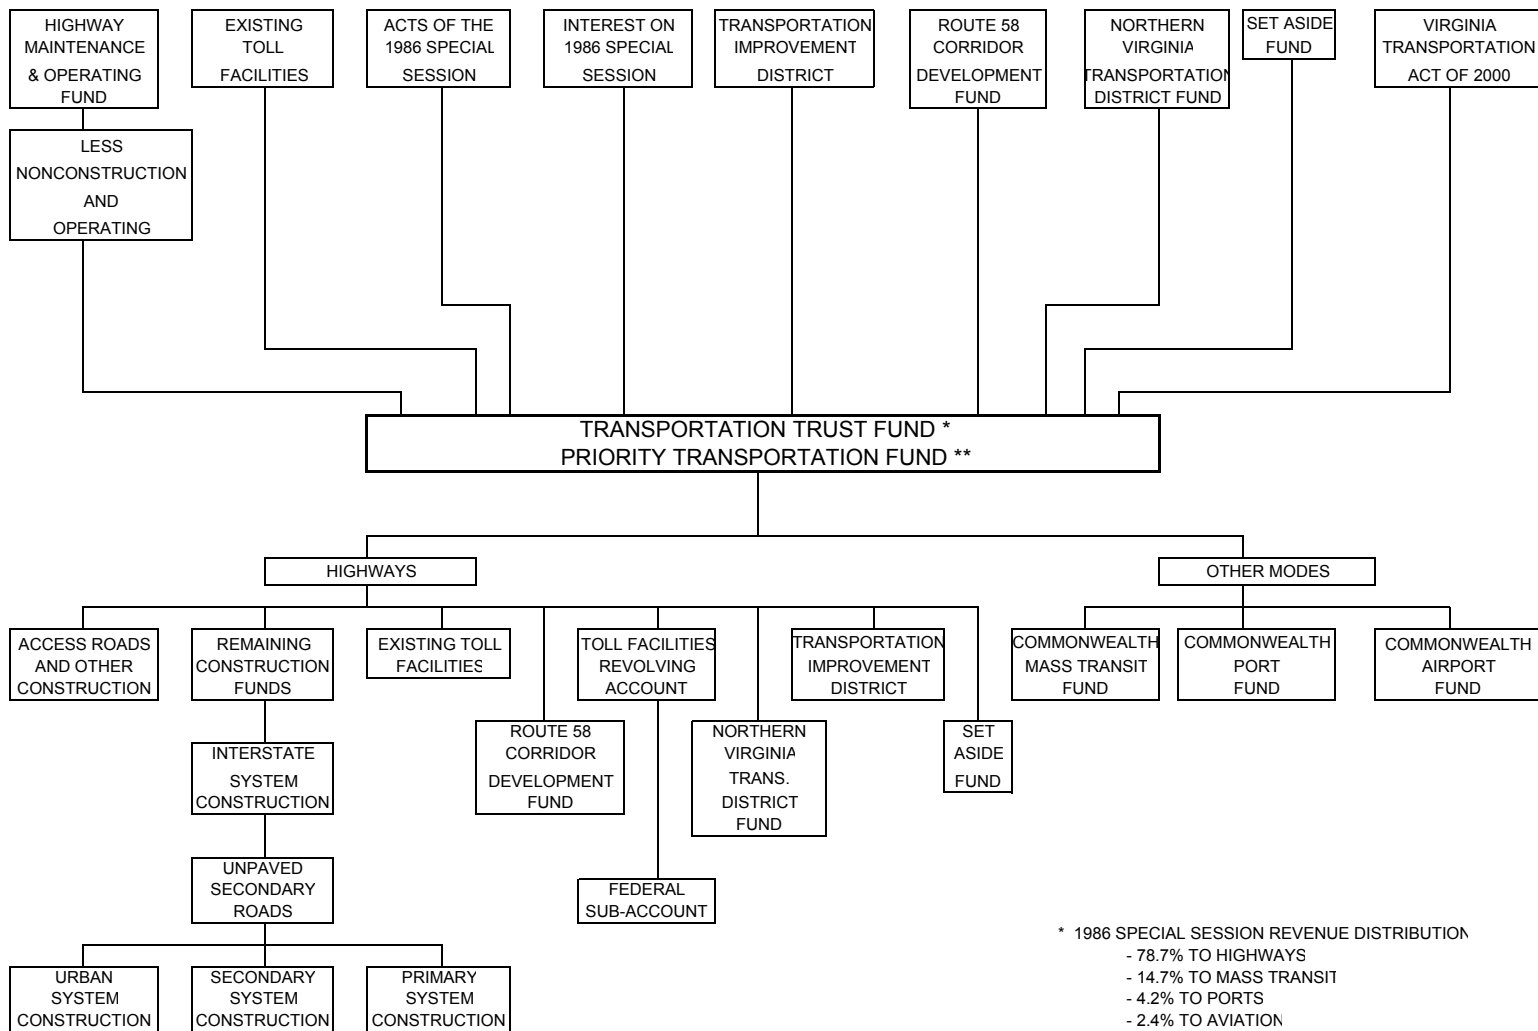 HIGHWAY
MAINTENANCE
& OPERATING
FUND
EXISTING
TOLL
FACILITIES
ACTS OF THE
1986 SPECIAL
SESSION
INTEREST ON
1986 SPECIAL
SESSION
TRANSPORTATION
IMPROVEMENT
DISTRICT
ROUTE 58
CORRIDOR
DEVELOPMENT
FUND
NORTHERN
VIRGINIA
TRANSPORTATION
DISTRICT FUND
SET ASIDE
FUND
VIRGINIA
TRANSPORTATION
ACT OF 2000
LESS
NONCONSTRUCTION
AND
OPERATING
TRANSPORTATION TRUST FUND *
PRIORITY TRANSPORTATION FUND **
HIGHWAYS
OTHER MODES
ACCESS ROADS
AND OTHER
CONSTRUCTION
REMAINING
CONSTRUCTION
FUNDS
EXISTING TOLL
FACILITIES
TOLL FACILITIES
REVOLVING
ACCOUNT
TRANSPORTATION
IMPROVEMENT
DISTRICT
COMMONWEALTH
MASS TRANSIT
FUND
COMMONWEALTH
PORT
FUND
COMMONWEALTH
AIRPORT
FUND
INTERSTATE
SYSTEM
CONSTRUCTION
ROUTE 58
CORRIDOR
DEVELOPMENT
FUND
NORTHERN
VIRGINIA
TRANS.
DISTRICT
FUND
SET
ASIDE
FUND
UNPAVED
SECONDARY
ROADS
FEDERAL
SUB-ACCOUNT
URBAN
SYSTEM
CONSTRUCTION
SECONDARY
SYSTEM
CONSTRUCTION
PRIMARY
SYSTEM
CONSTRUCTION
* 1986 SPECIAL SESSION REVENUE DISTRIBUTION
- 78.7% TO HIGHWAYS
- 14.7% TO MASS TRANSIT
- 4.2% TO PORTS
- 2.4% TO AVIATION